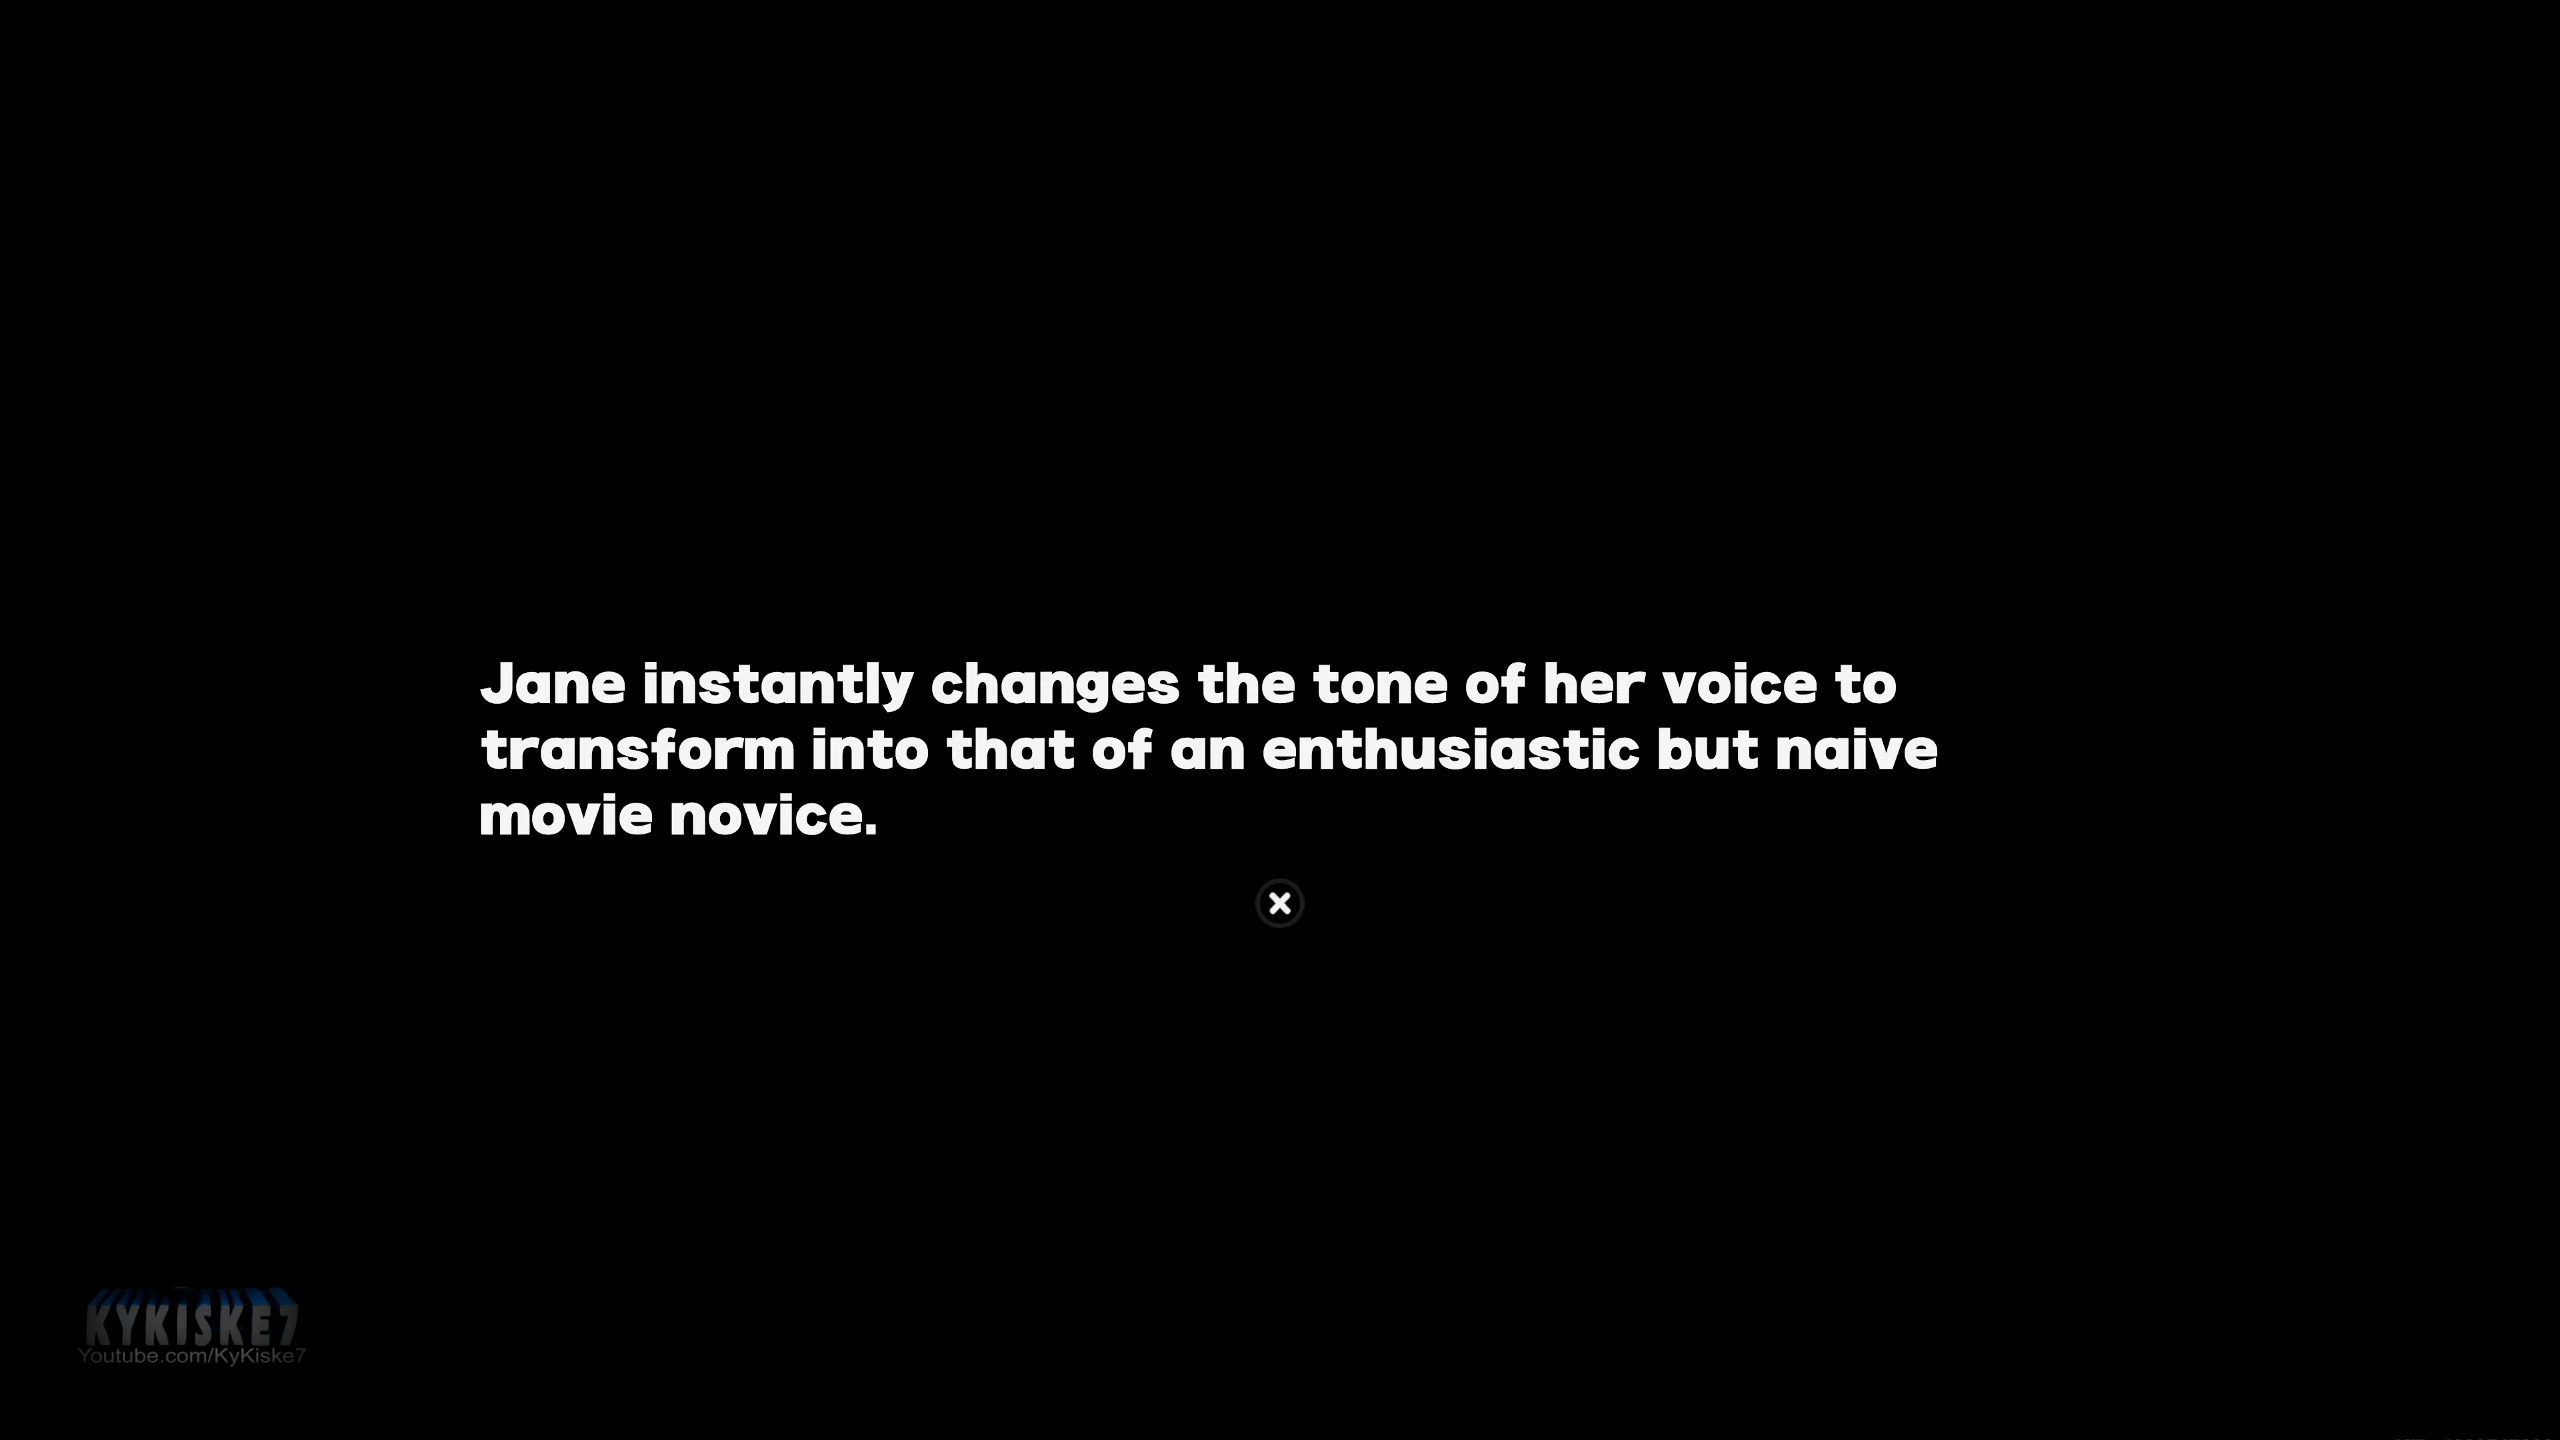 Jane instantly changes the tone of her voice to
transform into that of an enthusiastic but naive
movie novice.
KYKISKE7
Youtube.com/KyKiske7